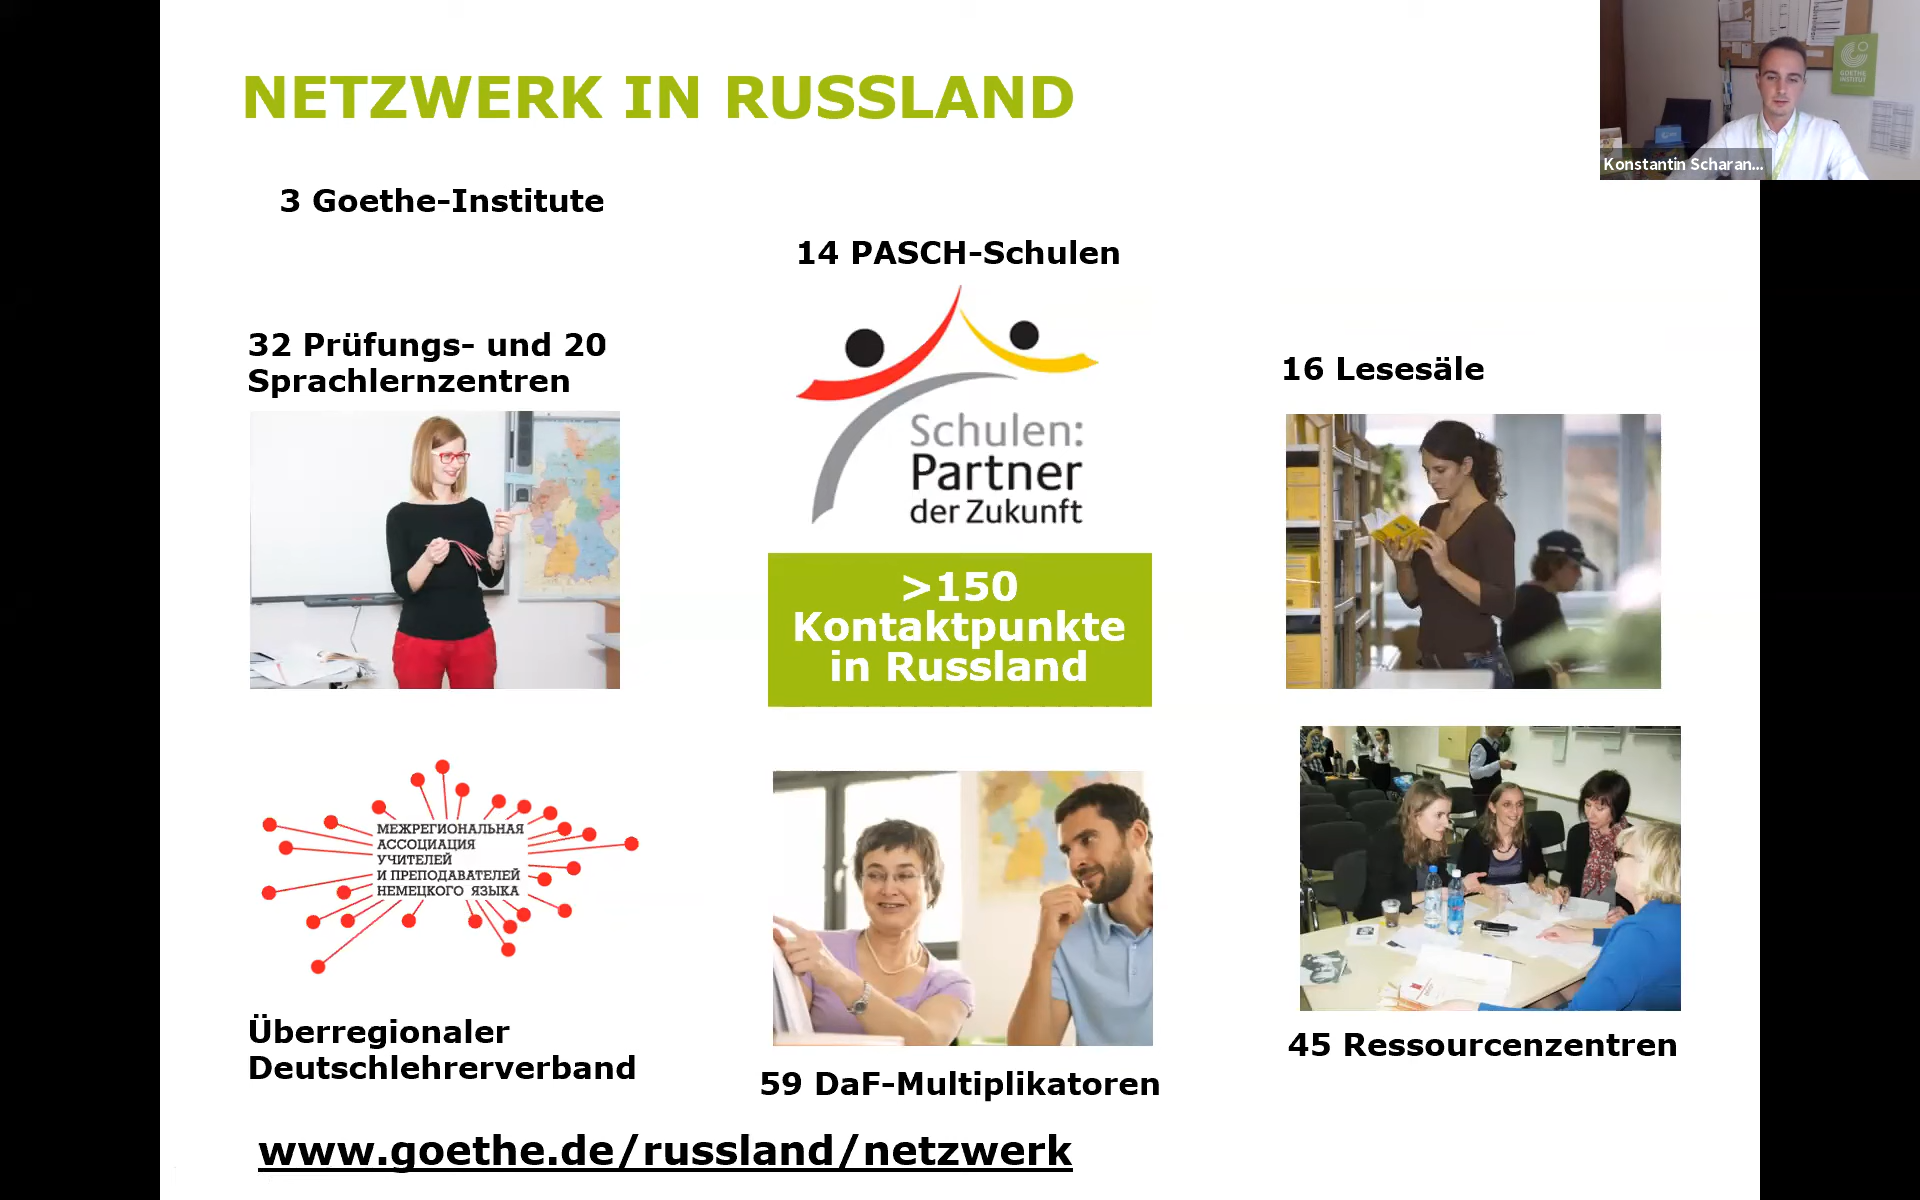 NETZWERK IN RUSSLAND
GOETHE
INSTITUT
Konstantin Scharan...
3 Goethe-Institute
14 PASCH-Schulen
32 Prüfungs- und 20
Sprachlernzentren
Schulen:
Partner
der Zukunft
16 Lesesäle
>150
Kontaktpunkte
in Russland
МЕЖРЕГИОНАЛЬНАЯ
АССОЦИАЦИЯ
УЧИТЕЛЕЙ
И ПРЕПОДАВАТЕЛЕЙ
НЕМЕЦКОГО ЯЗЫКА
Überregionaler
Deutschlehrerverband
59 DaF-Multiplikatoren
45 Ressourcenzentren
www.goethe.de/russland/netzwerk